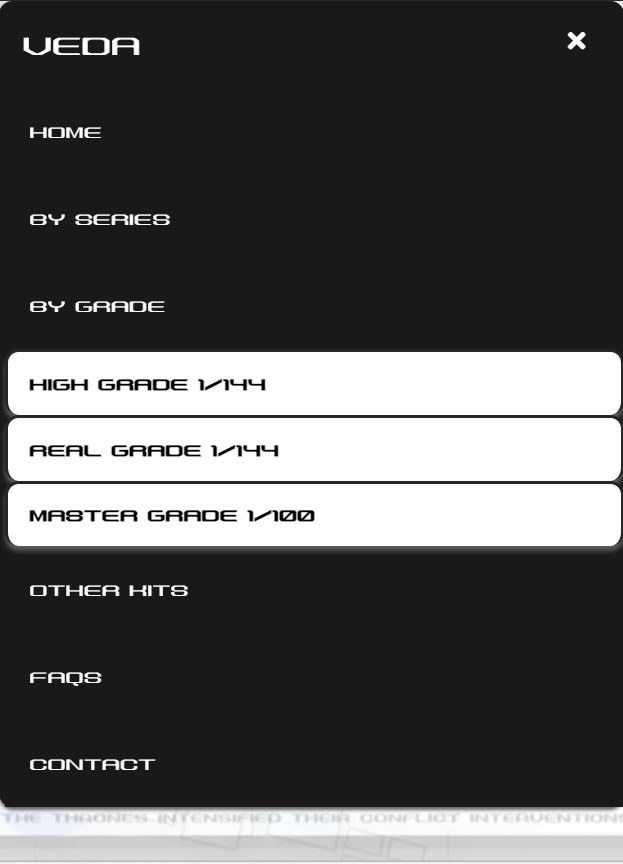 VEDA
HOME
BY SERIES
BY GRADE
HIGH GRADE 1/144
REAL GRADE 1/144
MASTER GRADE 1/100
OTHER KITS
FAQS
CONTACT
THE THRONES INTENSIFIED THEIR CONFLICT INTERVENTIONS